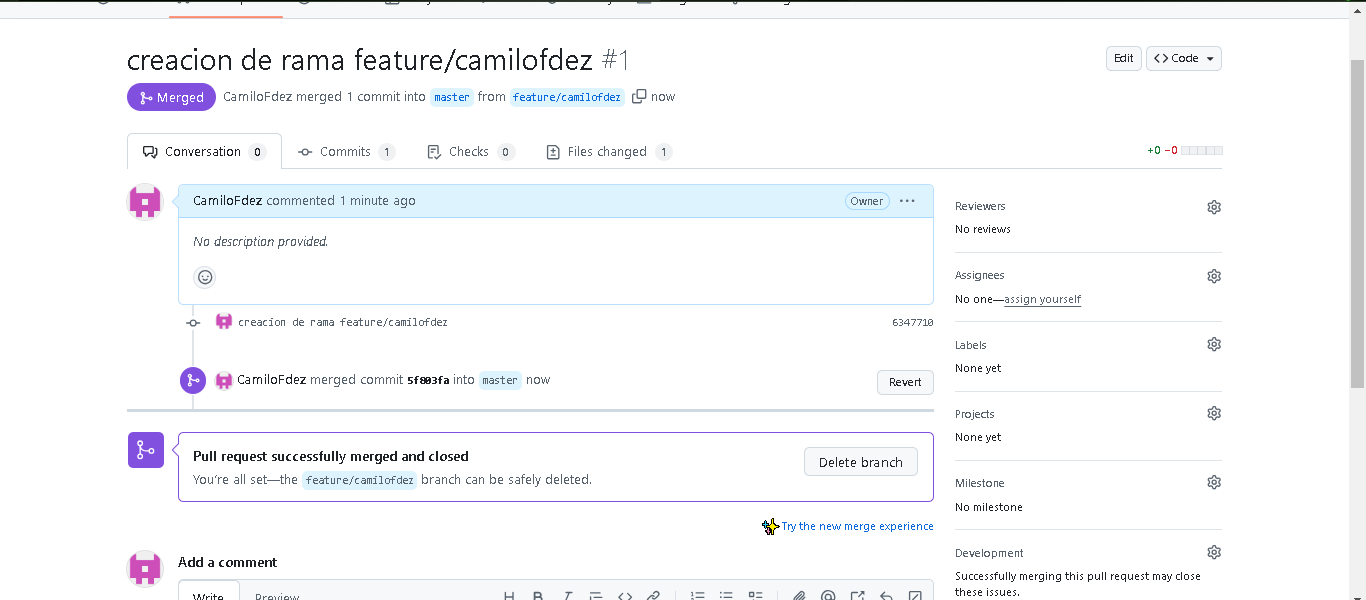 creacion de rama feature/camilofdez #1
Edit
Code
Merged CamiloFdez merged 1 commit into master from feature/camilofdez now
Conversation 0 Commits 1 Checks 0 Files changed 1
+0 −0
CamiloFdez commented 1 minute ago Owner
No description provided.
creacion de rama feature/camilofdez 6347710
CamiloFdez merged commit 5f803fa into master now
Revert
Pull request successfully merged and closed
You're all set—the feature/camilofdez branch can be safely deleted.
Delete branch
Try the new merge experience
Add a comment
Write Preview
H B I
Reviewers
No reviews
Assignees
No one—assign yourself
Labels
None yet
Projects
None yet
Milestone
No milestone
Development
Successfully merging this pull request may close
these issues.